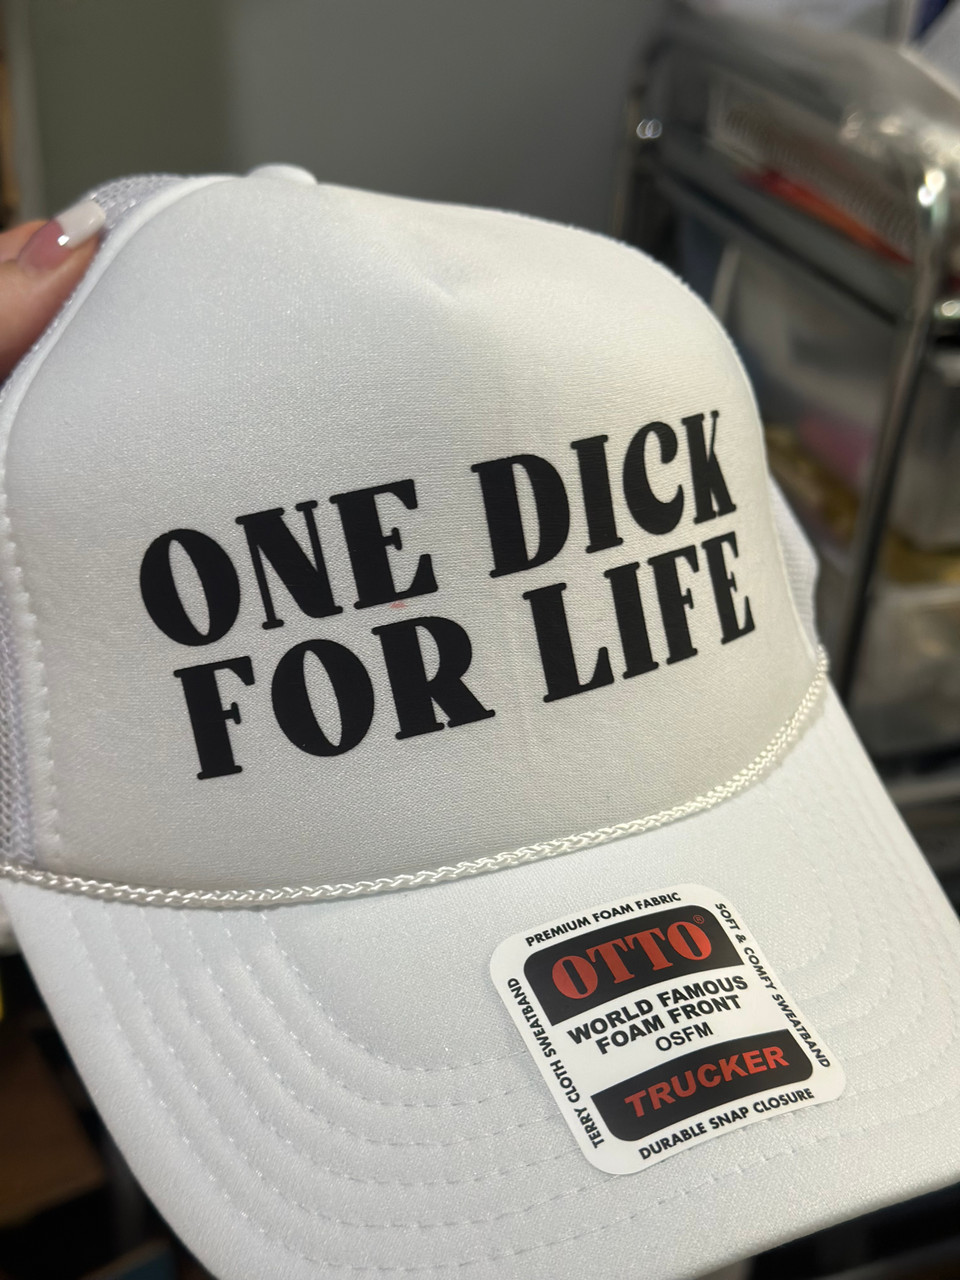 ONE DICK
FOR LIFE
PREMIUM FOAM FABRIC
SOFT & COMFY SWEATBAND
TERRY CLOTH SWEATBAND
OTTO®
WORLD FAMOUS
FOAM FRONT
OSFM
TRUCKER
DURABLE SNAP CLOSURE